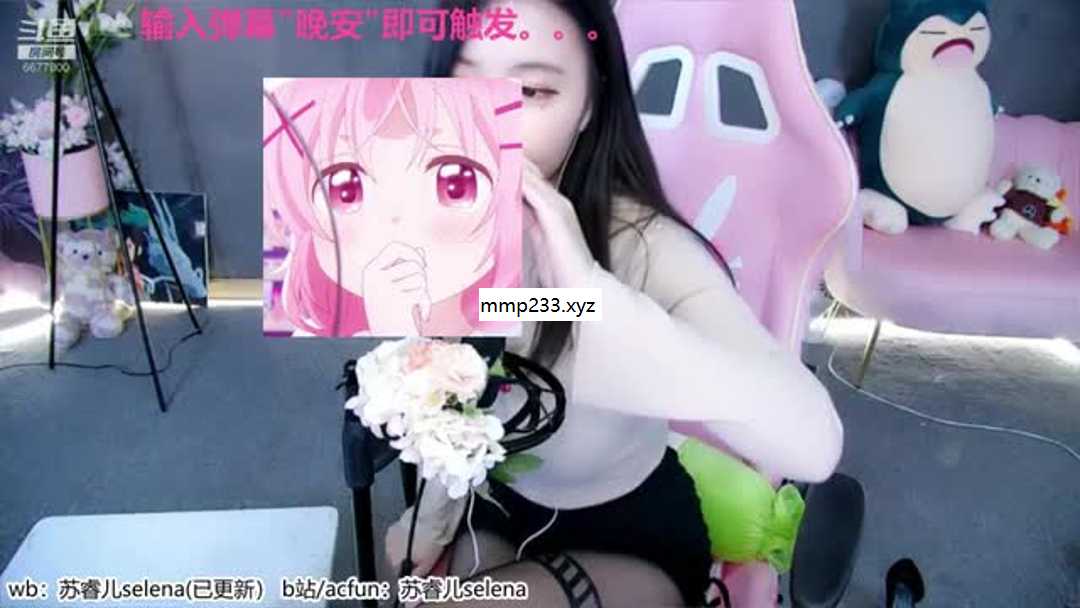 斗鱼
房间号
6677800
输入弹幕"晚安"即可触发。。。
mmp233.xyz
wb：苏睿儿selena(已更新） b站/acfun：苏睿儿selena